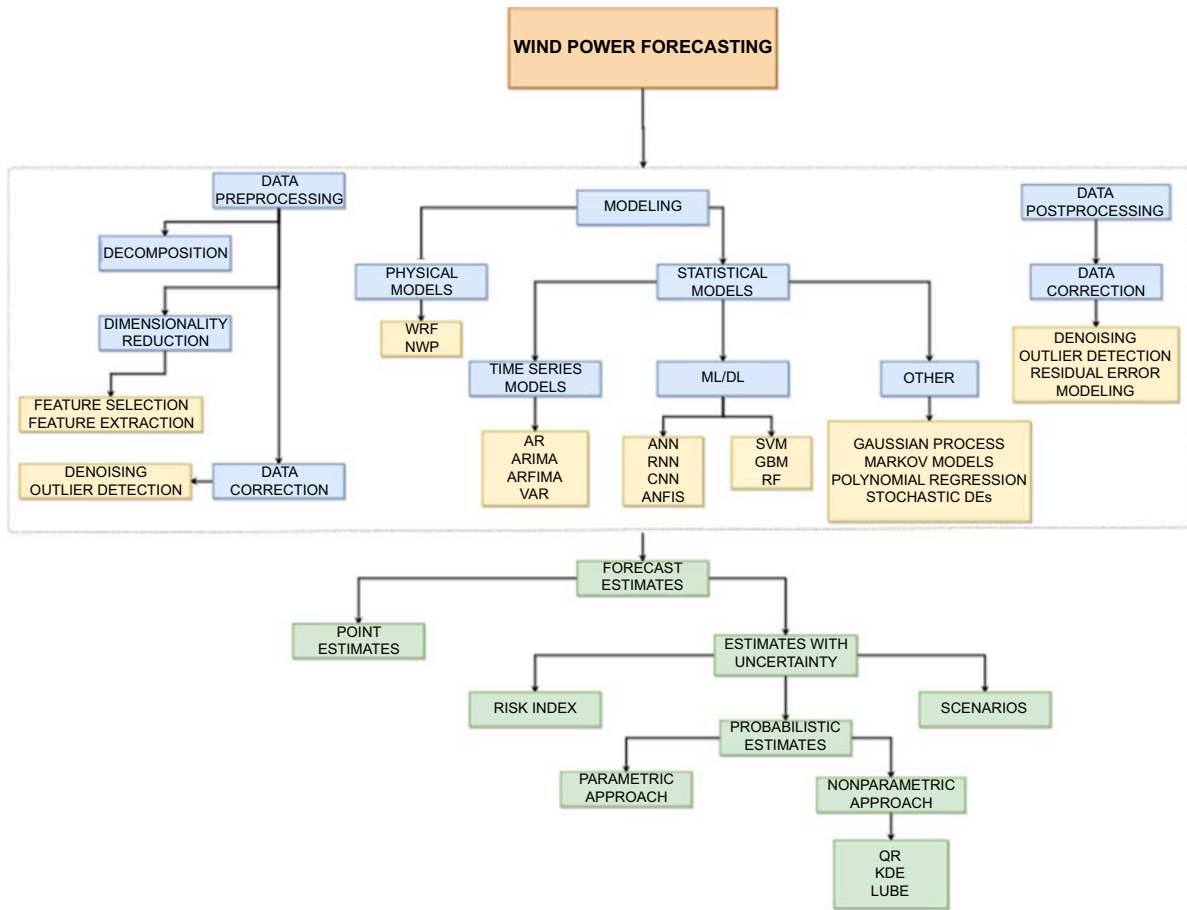 WIND POWER FORECASTING
DATA
PREPROCESSING
DECOMPOSITION
DIMENSIONALITY
REDUCTION
FEATURE SELECTION
FEATURE EXTRACTION
DENOISING
OUTLIER DETECTION
DATA
CORRECTION
MODELING
PHYSICAL
MODELS
WRF
NWP
STATISTICAL
MODELS
TIME SERIES
MODELS
AR
ARIMA
ARFIMA
VAR
ML/DL
ANN
RNN
CNN
ANFIS
SVM
GBM
RF
OTHER
GAUSSIAN PROCESS
MARKOV MODELS
POLYNOMIAL REGRESSION
STOCHASTIC DEs
DATA
POSTPROCESSING
DATA
CORRECTION
DENOISING
OUTLIER DETECTION
RESIDUAL ERROR
MODELING
FORECAST
ESTIMATES
POINT
ESTIMATES
ESTIMATES WITH
UNCERTAINTY
RISK INDEX
SCENARIOS
PROBABILISTIC
ESTIMATES
PARAMETRIC
APPROACH
NONPARAMETRIC
APPROACH
QR
KDE
LUBE